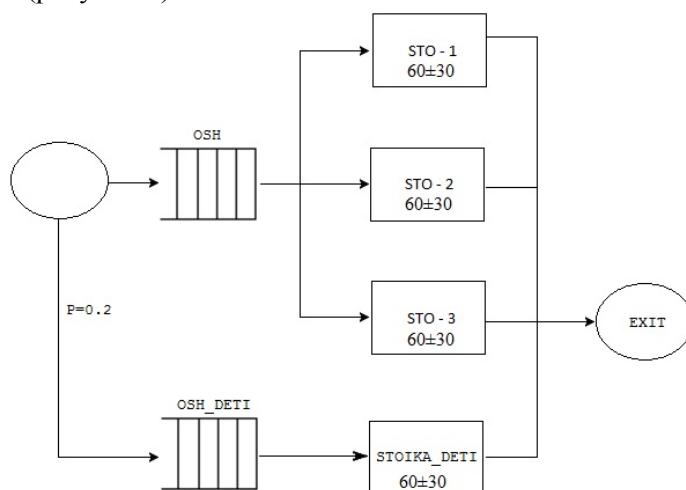 STO - 1
60±30
OSH
STO - 2
60±30
P=0.2
STO - 3
60±30
EXIT
OSH_DETI
STOIKA_DETI
60±30